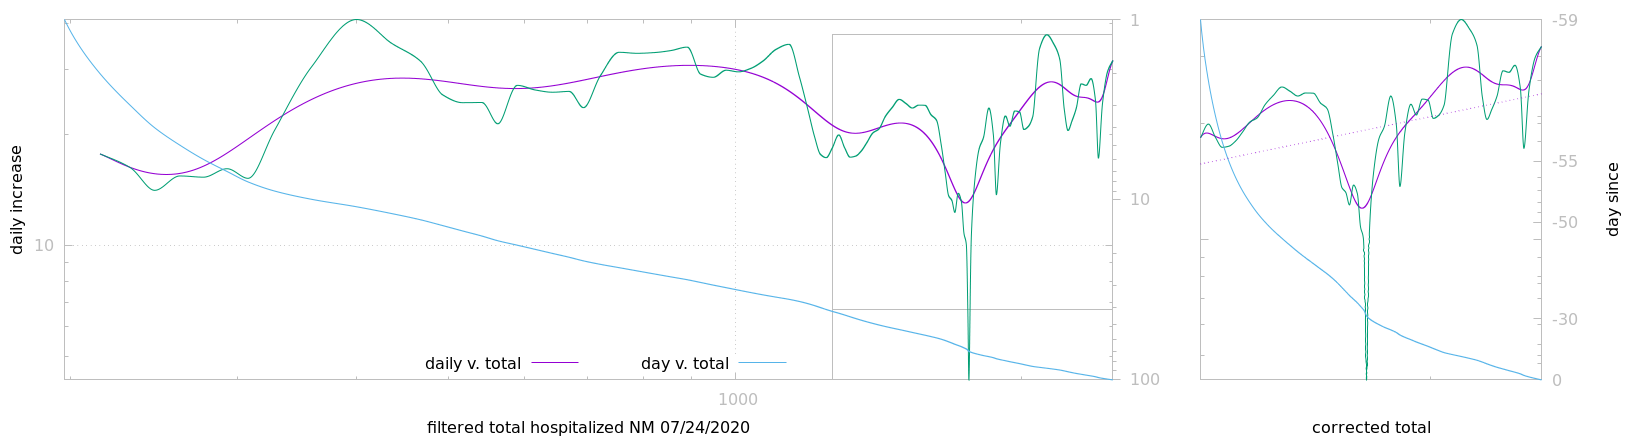 daily increase
10
1
10
100
daily v. total
day v. total
1000
filtered total hospitalized NM 07/24/2020
-59
-55
-50
-30
0
day since
corrected total